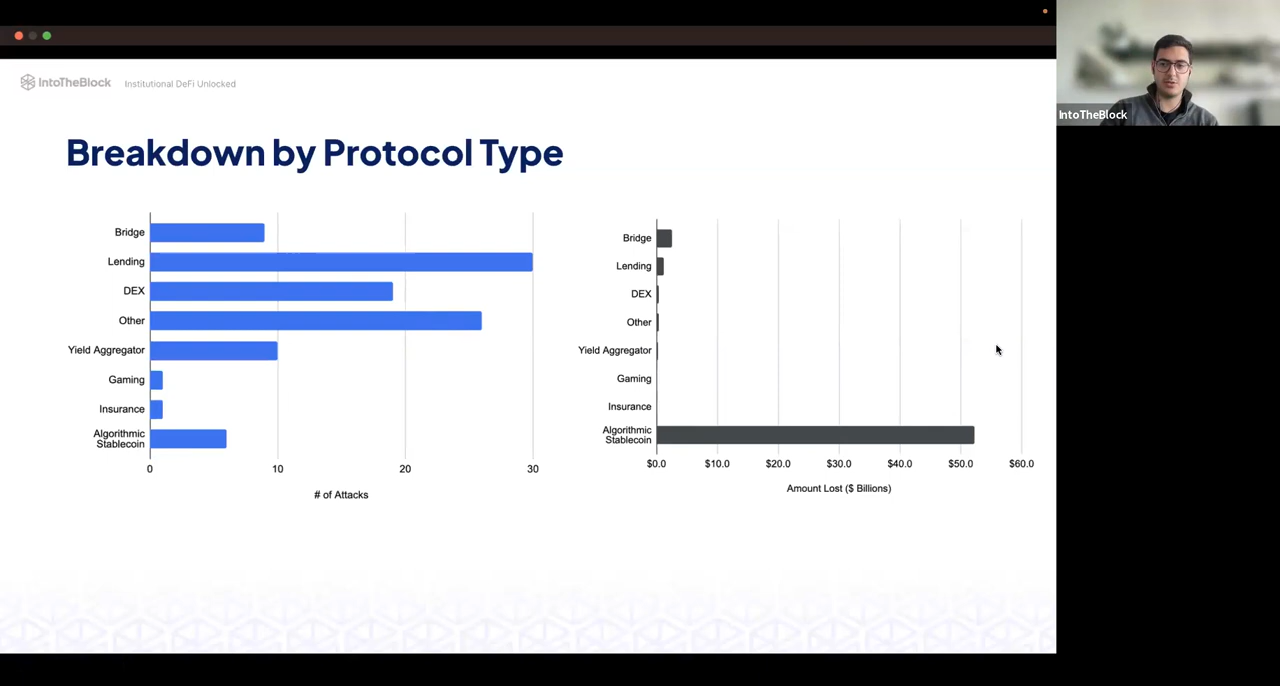 IntoTheBlock
Institutional DeFi Unlocked
IntoTheBlock
Breakdown by Protocol Type
Bridge
Lending
DEX
Other
Yield Aggregator
Gaming
Insurance
Algorithmic
Stablecoin
0 10 20 30
# of Attacks
Bridge
Lending
DEX
Other
Yield Aggregator
Gaming
Insurance
Algorithmic
Stablecoin
$0.0 $10.0 $20.0 $30.0 $40.0 $50.0 $60.0
Amount Lost ($ Billions)